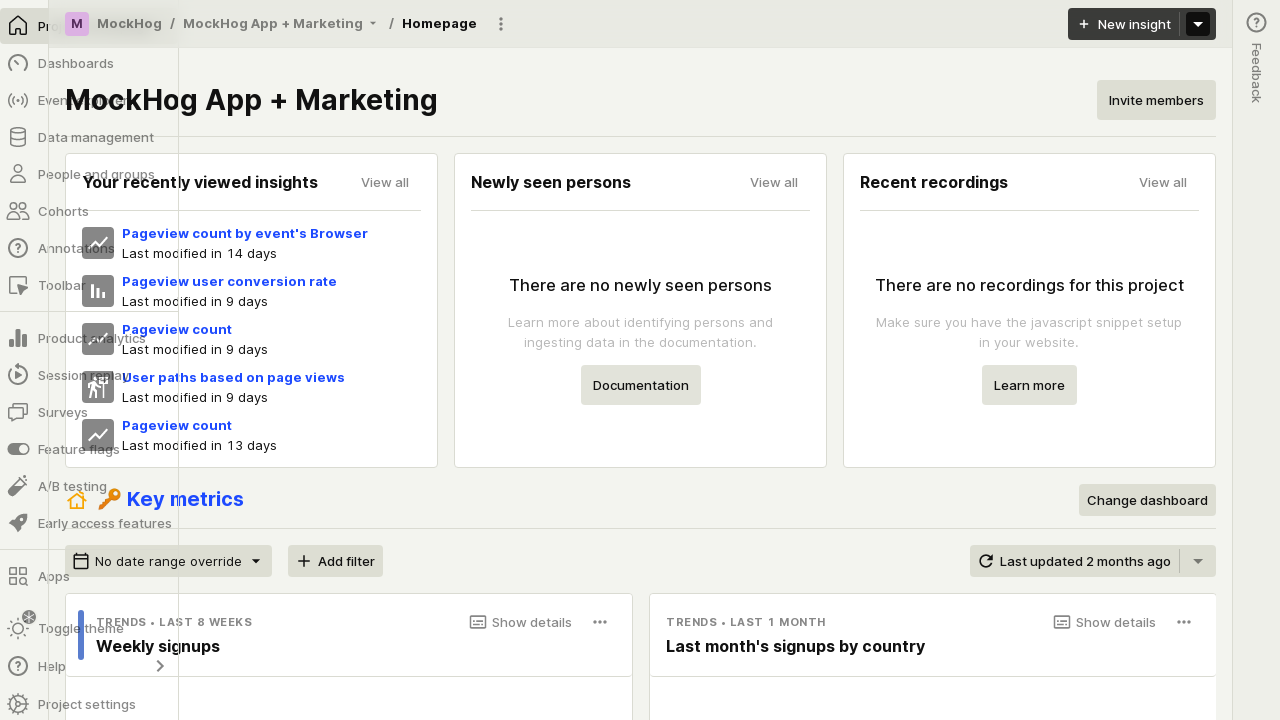 M MockHog / MockHog App + Marketing / Homepage
New insight
Feedback
Dashboards
Data management
People and groups
Cohorts
Annotations
Toolbar
Product analytics
Session replay
Surveys
Feature flags
A/B testing
Early access features
Apps
Toggle theme
Help
Project settings
MockHog App + Marketing
Invite members
Your recently viewed insights
View all
Pageview count by event's Browser
Last modified in 14 days
Pageview user conversion rate
Last modified in 9 days
Pageview count
Last modified in 9 days
User paths based on page views
Last modified in 9 days
Pageview count
Last modified in 13 days
Newly seen persons
View all
There are no newly seen persons
Learn more about identifying persons and
ingesting data in the documentation.
Documentation
Recent recordings
View all
There are no recordings for this project
Make sure you have the javascript snippet setup
in your website.
Learn more
Key metrics
Change dashboard
No date range override
Add filter
Last updated 2 months ago
TRENDS • LAST 8 WEEKS
Show details
Weekly signups
TRENDS • LAST 1 MONTH
Show details
Last month's signups by country